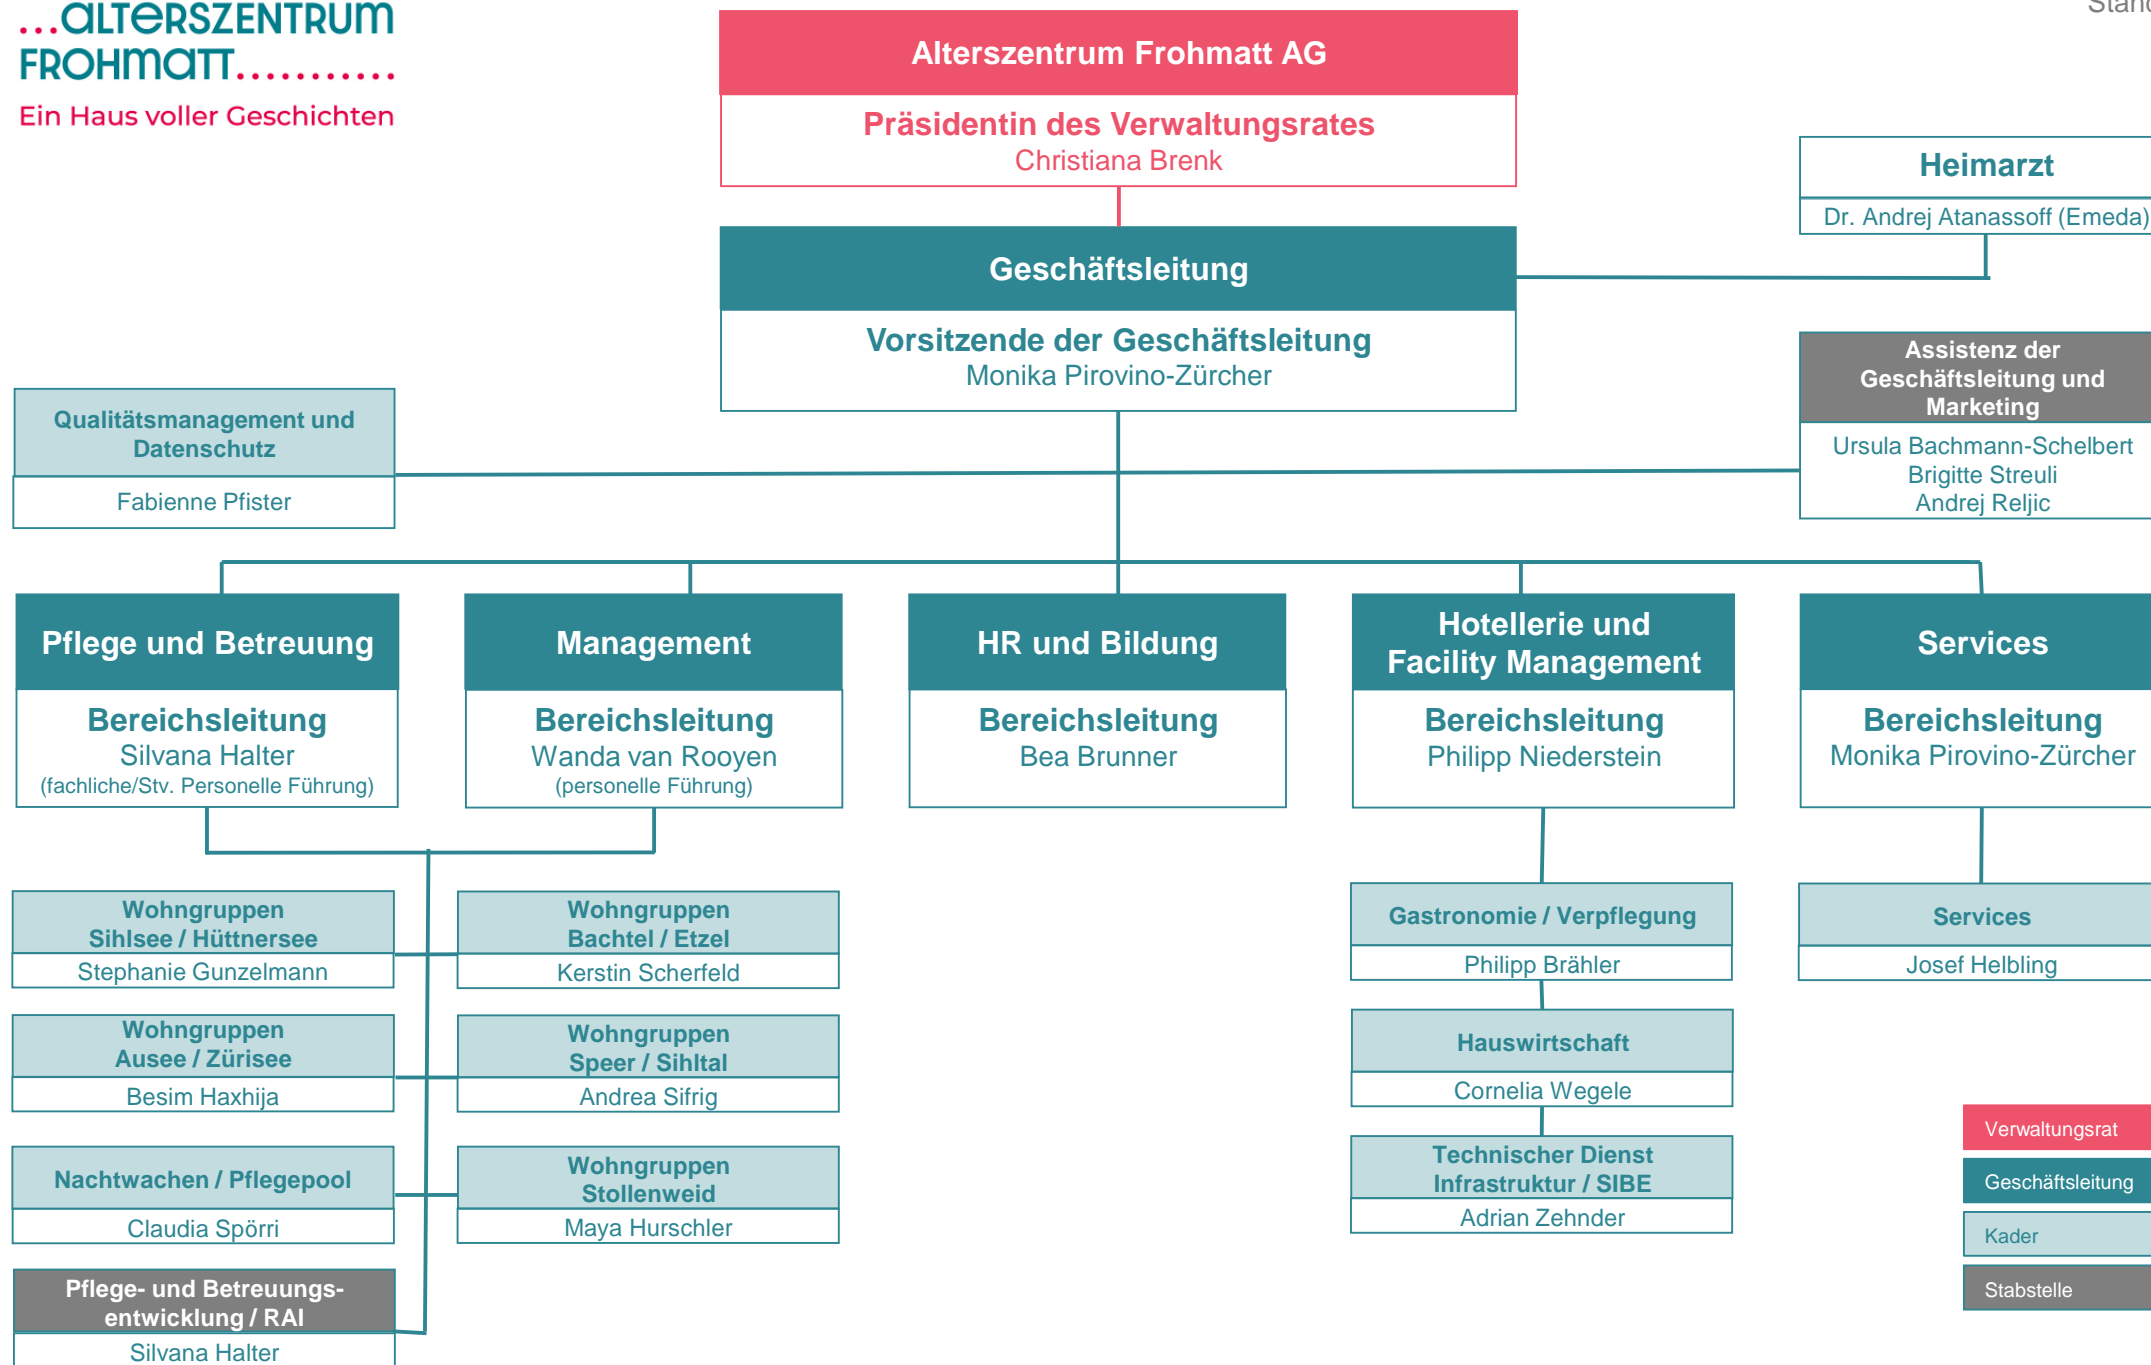 ...ALTERSZENTRUM
FROHMATT...........
Ein Haus voller Geschichten
Alterszentrum Frohmatt AG
Präsidentin des Verwaltungsrates
Christiana Brenk
Heimarzt
Dr. Andrej Atanassoff (Emeda)
Geschäftsleitung
Vorsitzende der Geschäftsleitung
Monika Pirovino-Zürcher
Assistenz der
Geschäftsleitung und
Marketing
Ursula Bachmann-Schelbert
Brigitte Streuli
Andrej Reljic
Qualitätsmanagement und
Datenschutz
Fabienne Pfister
Pflege und Betreuung
Bereichsleitung
Silvana Halter
(fachliche/Stv. Personelle Führung)
Management
Bereichsleitung
Wanda van Rooyen
(personelle Führung)
HR und Bildung
Bereichsleitung
Bea Brunner
Hotellerie und
Facility Management
Bereichsleitung
Philipp Niederstein
Services
Bereichsleitung
Monika Pirovino-Zürcher
Wohngruppen
Sihlsee / Hüttnersee
Stephanie Gunzelmann
Wohngruppen
Bachtel / Etzel
Kerstin Scherfeld
Wohngruppen
Ausee / Zürisee
Besim Haxhija
Wohngruppen
Speer / Sihltal
Andrea Sifrig
Nachtwachen / Pflegepool
Claudia Spörri
Wohngruppen
Stollenweid
Maya Hurschler
Pflege- und Betreuungs-
entwicklung / RAI
Silvana Halter
Gastronomie / Verpflegung
Philipp Brähler
Hauswirtschaft
Cornelia Wegele
Technischer Dienst
Infrastruktur / SIBE
Adrian Zehnder
Services
Josef Helbling
Verwaltungsrat
Geschäftsleitung
Kader
Stabstelle